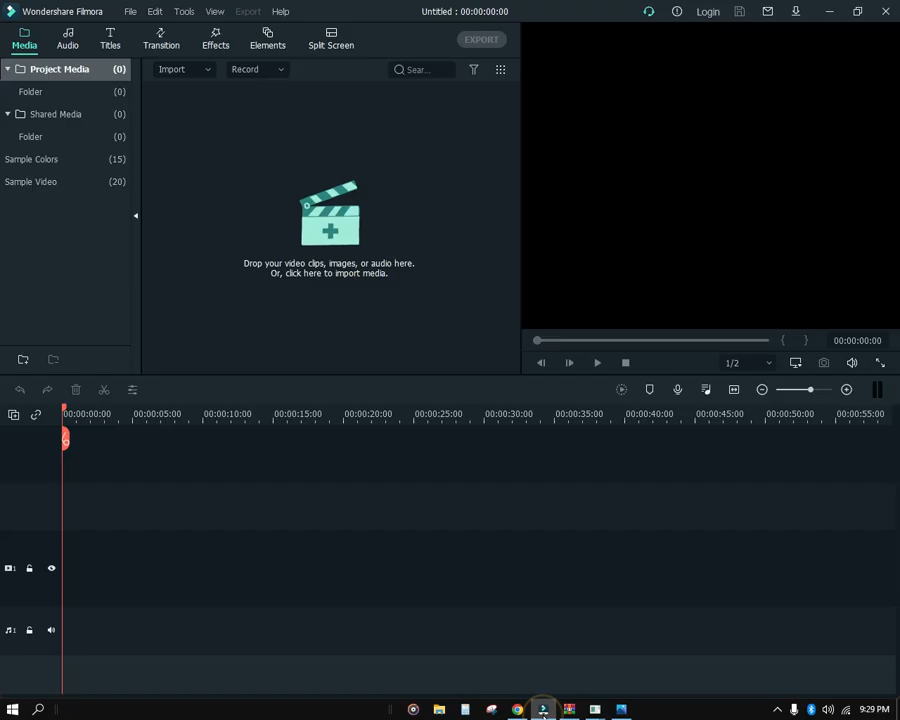 Wondershare Filmora File Edit Tools View Export Help Untitled : 00:00:00:00 Login
Media Audio Titles Transition Effects Elements Split Screen EXPORT
Project Media (0) Import Record Sear...
Folder (0)
Shared Media (0)
Folder (0)
Sample Colors (15)
Sample Video (20)
Drop your video clips, images, or audio here.
Or, click here to import media.
{ } 00:00:00:00
1/2
00:00:00:00 00:00:05:00 00:00:10:00 00:00:15:00 00:00:20:00 00:00:25:00 00:00:30:00 00:00:35:00 00:00:40:00 00:00:45:00 00:00:50:00 00:00:55:00
1
1
9:29 PM